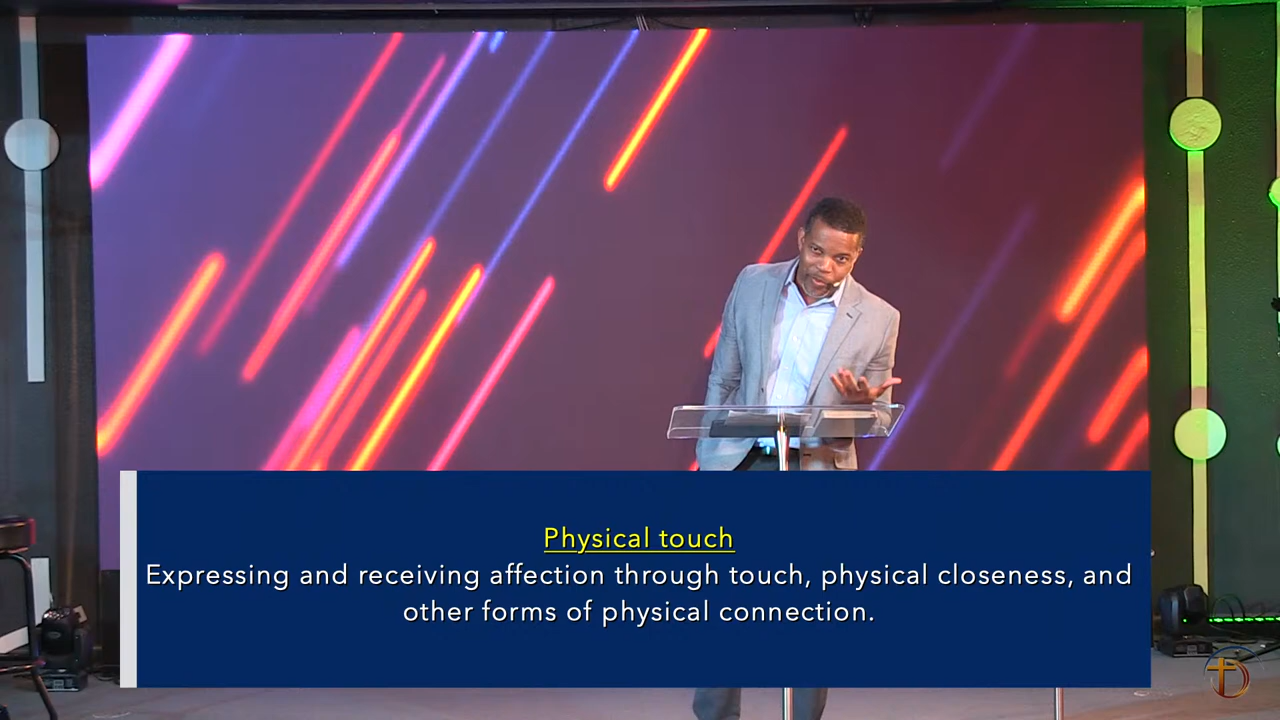 Physical touch
Expressing and receiving affection through touch, physical closeness, and
other forms of physical connection.